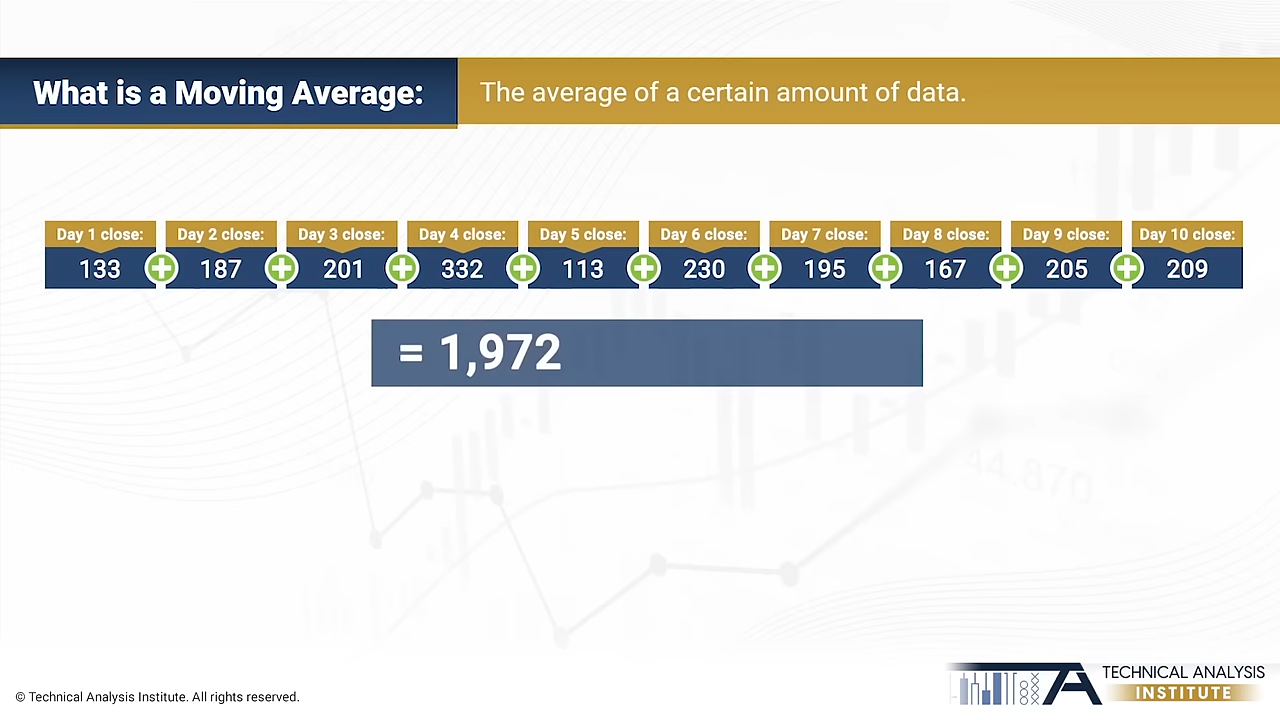 What is a Moving Average:
The average of a certain amount of data.
Day 1 close: Day 2 close: Day 3 close: Day 4 close: Day 5 close: Day 6 close: Day 7 close: Day 8 close: Day 9 close: Day 10 close:
133 187 201 332 113 230 195 167 205 209
= 1,972
44.870
© Technical Analysis Institute. All rights reserved.
TA TECHNICAL ANALYSIS
INSTITUTE